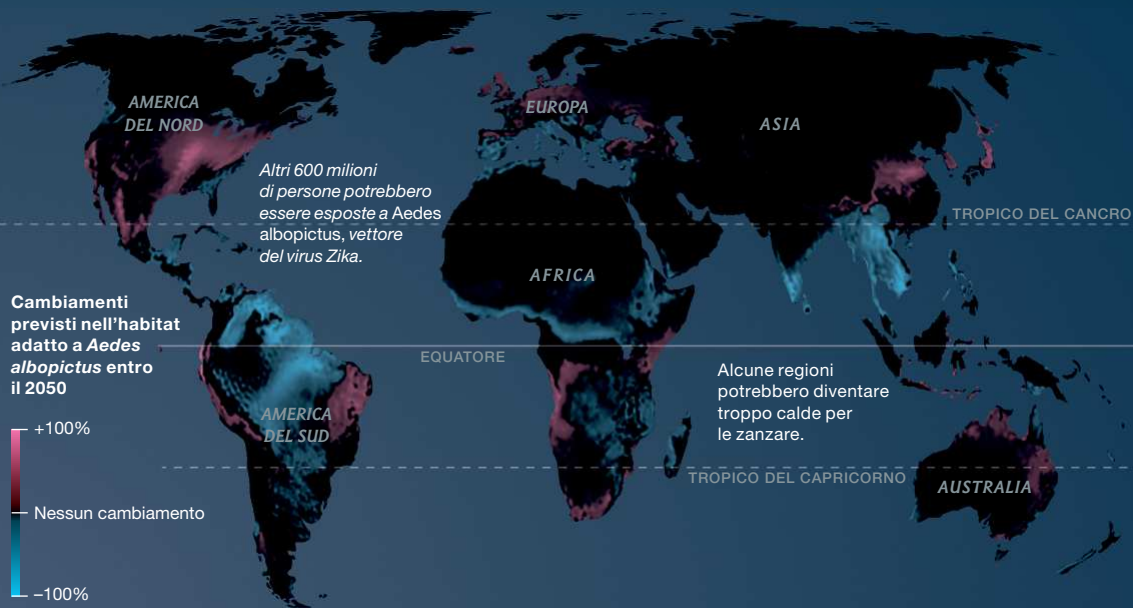 AMERICA
DEL NORD
EUROPA
ASIA
Altri 600 milioni
di persone potrebbero
essere esposte a Aedes
albopictus, vettore
del virus Zika.
TROPICO DEL CANCRO
AFRICA
Cambiamenti
previsti nell'habitat
adatto a Aedes
albopictus entro
il 2050
EQUATORE
Alcune regioni
potrebbero diventare
troppo calde per
le zanzare.
AMERICA
DEL SUD
+100%
TROPICO DEL CAPRICORNO
AUSTRALIA
Nessun cambiamento
–100%